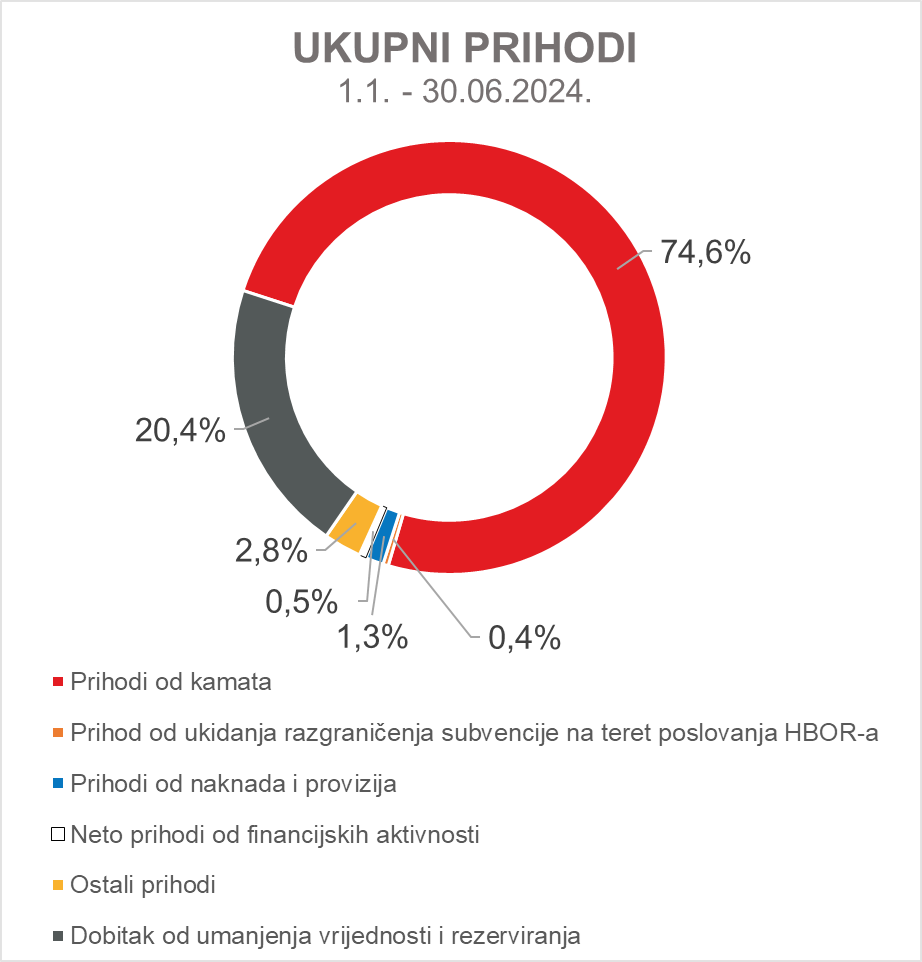 UKUPNI PRIHODI
1.1. - 30.06.2024.
74,6%
20,4%
2,8%
0,5%
1,3%
0,4%
Prihodi od kamata
Prihod od ukidanja razgraničenja subvencije na teret poslovanja HBOR-a
Prihodi od naknada i provizija
Neto prihodi od financijskih aktivnosti
Ostali prihodi
Dobitak od umanjenja vrijednosti i rezerviranja